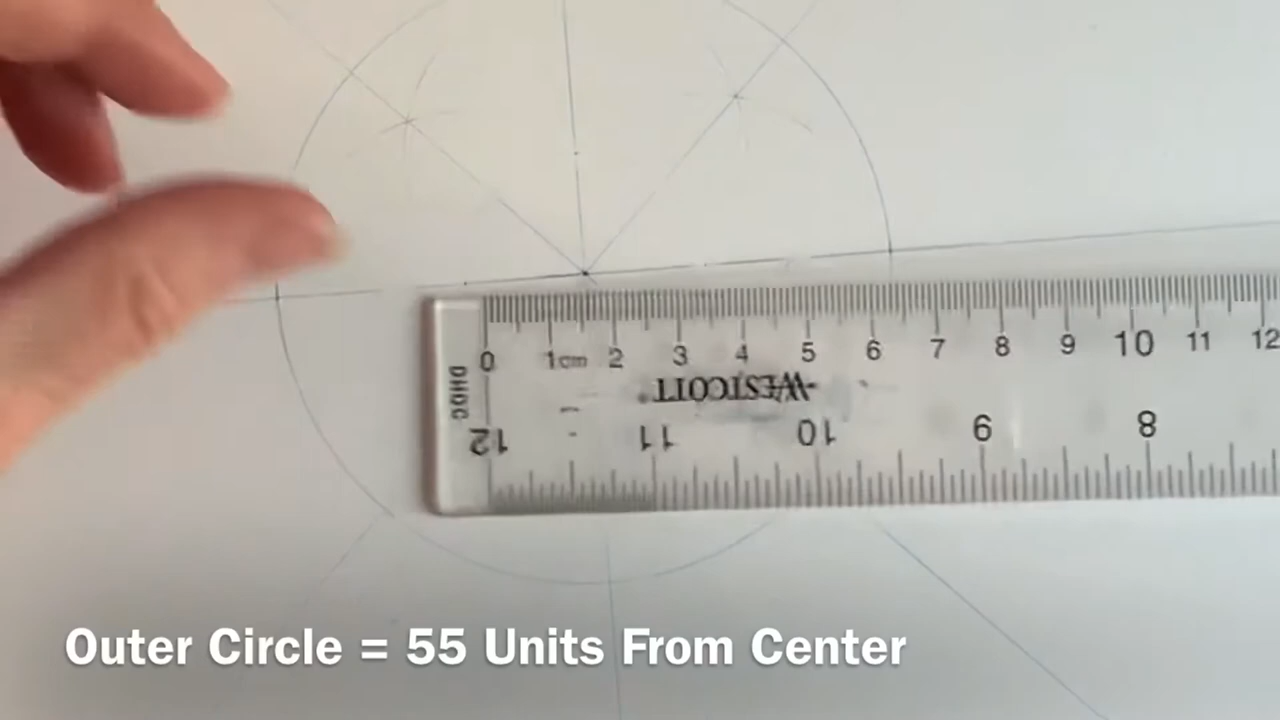 0 1cm 2 3 4 5 6 7 8 9 10 11 12
WESTCOTT
DHOC
12 11 10 9 8
Outer Circle = 55 Units From Center